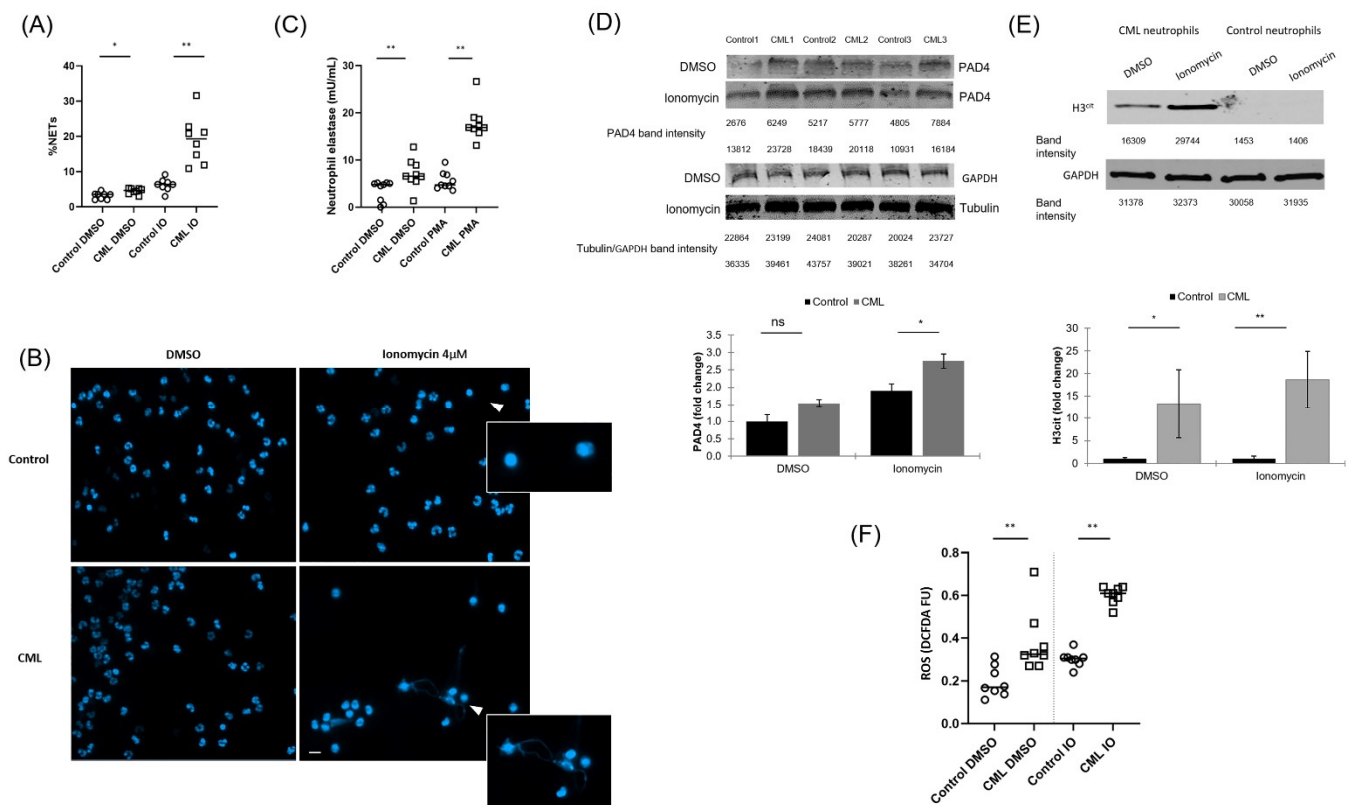 (A)
%NETs
40
30
20
10
0
*
**
Control DMSO
CML DMSO
Control IO
CML IO
(C)
Neutrophil elastase (mU/mL)
30
20
10
0
**
**
Control DMSO
CML DMSO
Control PMA
CML PMA
(B)
DMSO
Ionomycin 4μM
Control
CML
(D)
Control1 CML1 Control2 CML2 Control3 CML3
DMSO PAD4
Ionomycin PAD4
2676 6249 5217 5777 4805 7884
PAD4 band intensity
13812 23728 18439 20118 10931 16184
DMSO GAPDH
Ionomycin Tubulin
22864 23199 24081 20287 20024 23727
Tubulin/GAPDH band intensity
36335 39461 43757 39021 38261 34704
Control CML
PAD4 (fold change)
3.5
3.0
2.5
2.0
1.5
1.0
0.5
0.0
ns
*
DMSO Ionomycin
(E)
CML neutrophils Control neutrophils
DMSO Ionomycin DMSO Ionomycin
H3cit
Band intensity 16309 29744 1453 1406
GAPDH
Band intensity 31378 32373 30058 31935
Control CML
H3cit (fold change)
30
25
20
15
10
5
0
*
**
DMSO Ionomycin
(F)
ROS (DCFDA FU)
0.8
0.6
0.4
0.2
0.0
**
**
Control DMSO
CML DMSO
Control IO
CML IO